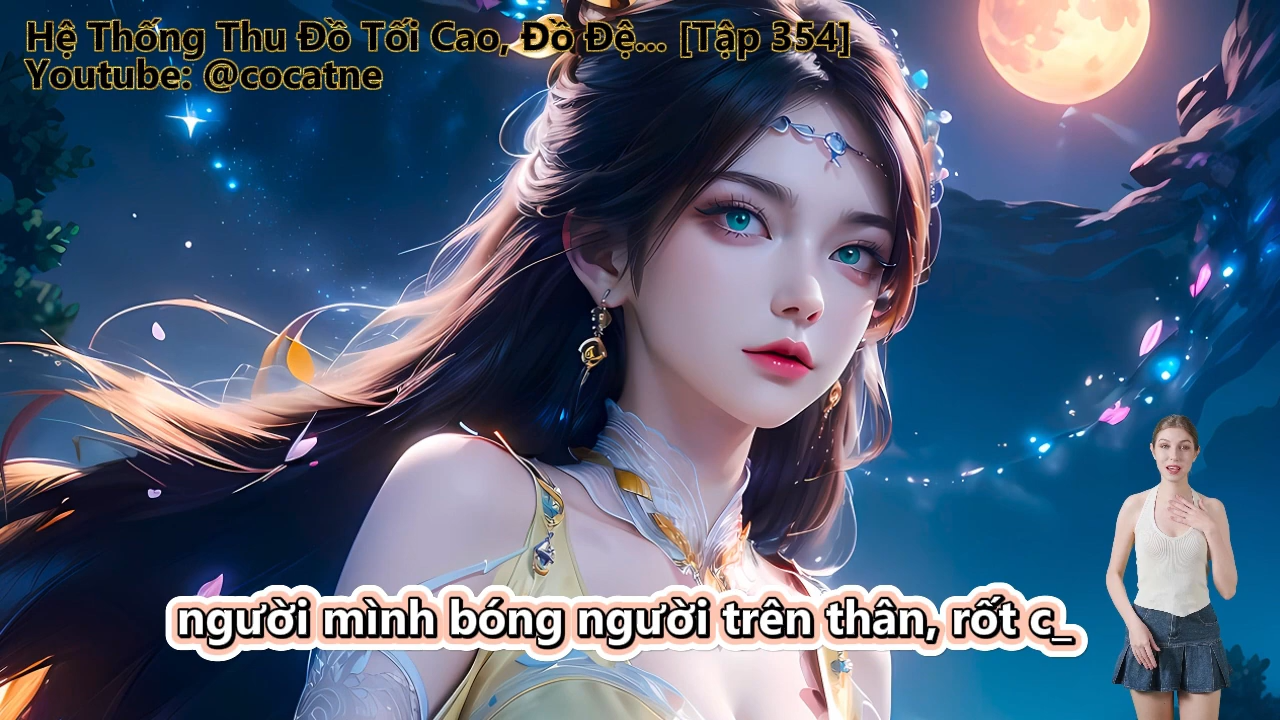 Hệ Thống Thu Đồ Tối Cao, Đồ Đệ... [Tập 354]
Youtube: @cocatne
người mình bóng người trên thân, rốt c_